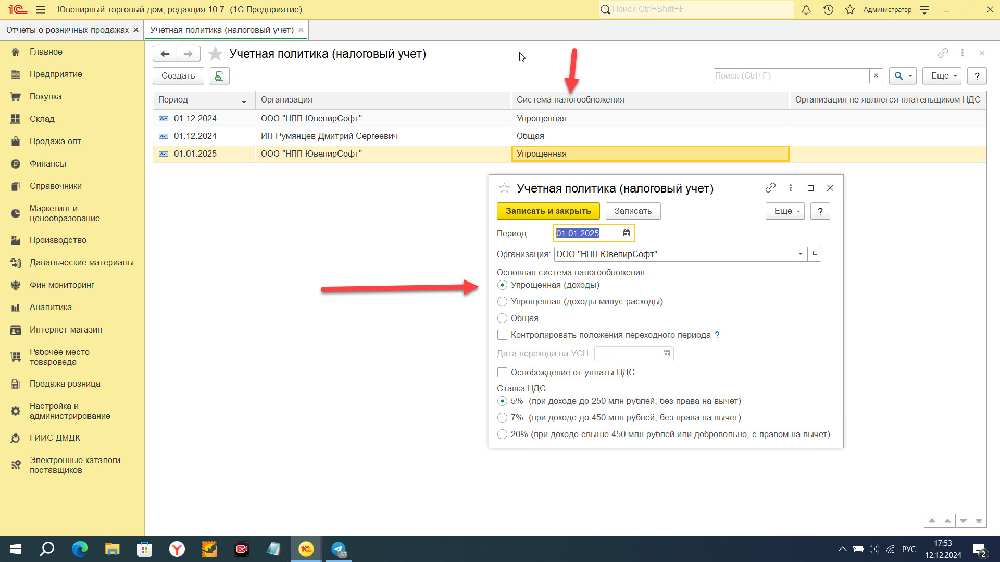 Ювелирный торговый дом, редакция 10.7 (1С:Предприятие)
Поиск Ctrl+Shift+F
Администратор
Отчеты о розничных продажах
Учетная политика (налоговый учет)
Главное
Предприятие
Покупка
Склад
Продажа опт
Финансы
Справочники
Маркетинг и
ценообразование
Производство
Давальческие материалы
Фин мониторинг
Аналитика
Интернет-магазин
Рабочее место
товароведа
Продажа розница
Настройка и
администрирование
ГИИС ДМДК
Электронные каталоги
поставщиков
Учетная политика (налоговый учет)
Создать
Поиск (Ctrl+F)
Еще
?
Период Организация Система налогообложения Организация не является плательщиком НДС
01.12.2024 ООО "НПП ЮвелирСофт" Упрощенная
01.12.2024 ИП Румянцев Дмитрий Сергеевич Общая
01.01.2025 ООО "НПП ЮвелирСофт" Упрощенная
Учетная политика (налоговый учет)
Записать и закрыть
Записать
Еще
?
Период: 01.01.2025
Организация: ООО "НПП ЮвелирСофт"
Основная система налогообложения:
Упрощенная (доходы)
Упрощенная (доходы минус расходы)
Общая
Контролировать положения переходного периода ?
Дата перехода на УСН: . .
Освобождение от уплаты НДС
Ставка НДС:
5% (при доходе до 250 млн рублей, без права на вычет)
7% (при доходе до 450 млн рублей, без права на вычет)
20% (при доходе свыше 450 млн рублей или добровольно, с правом на вычет)
.57
РУС
17:53
12.12.2024
2